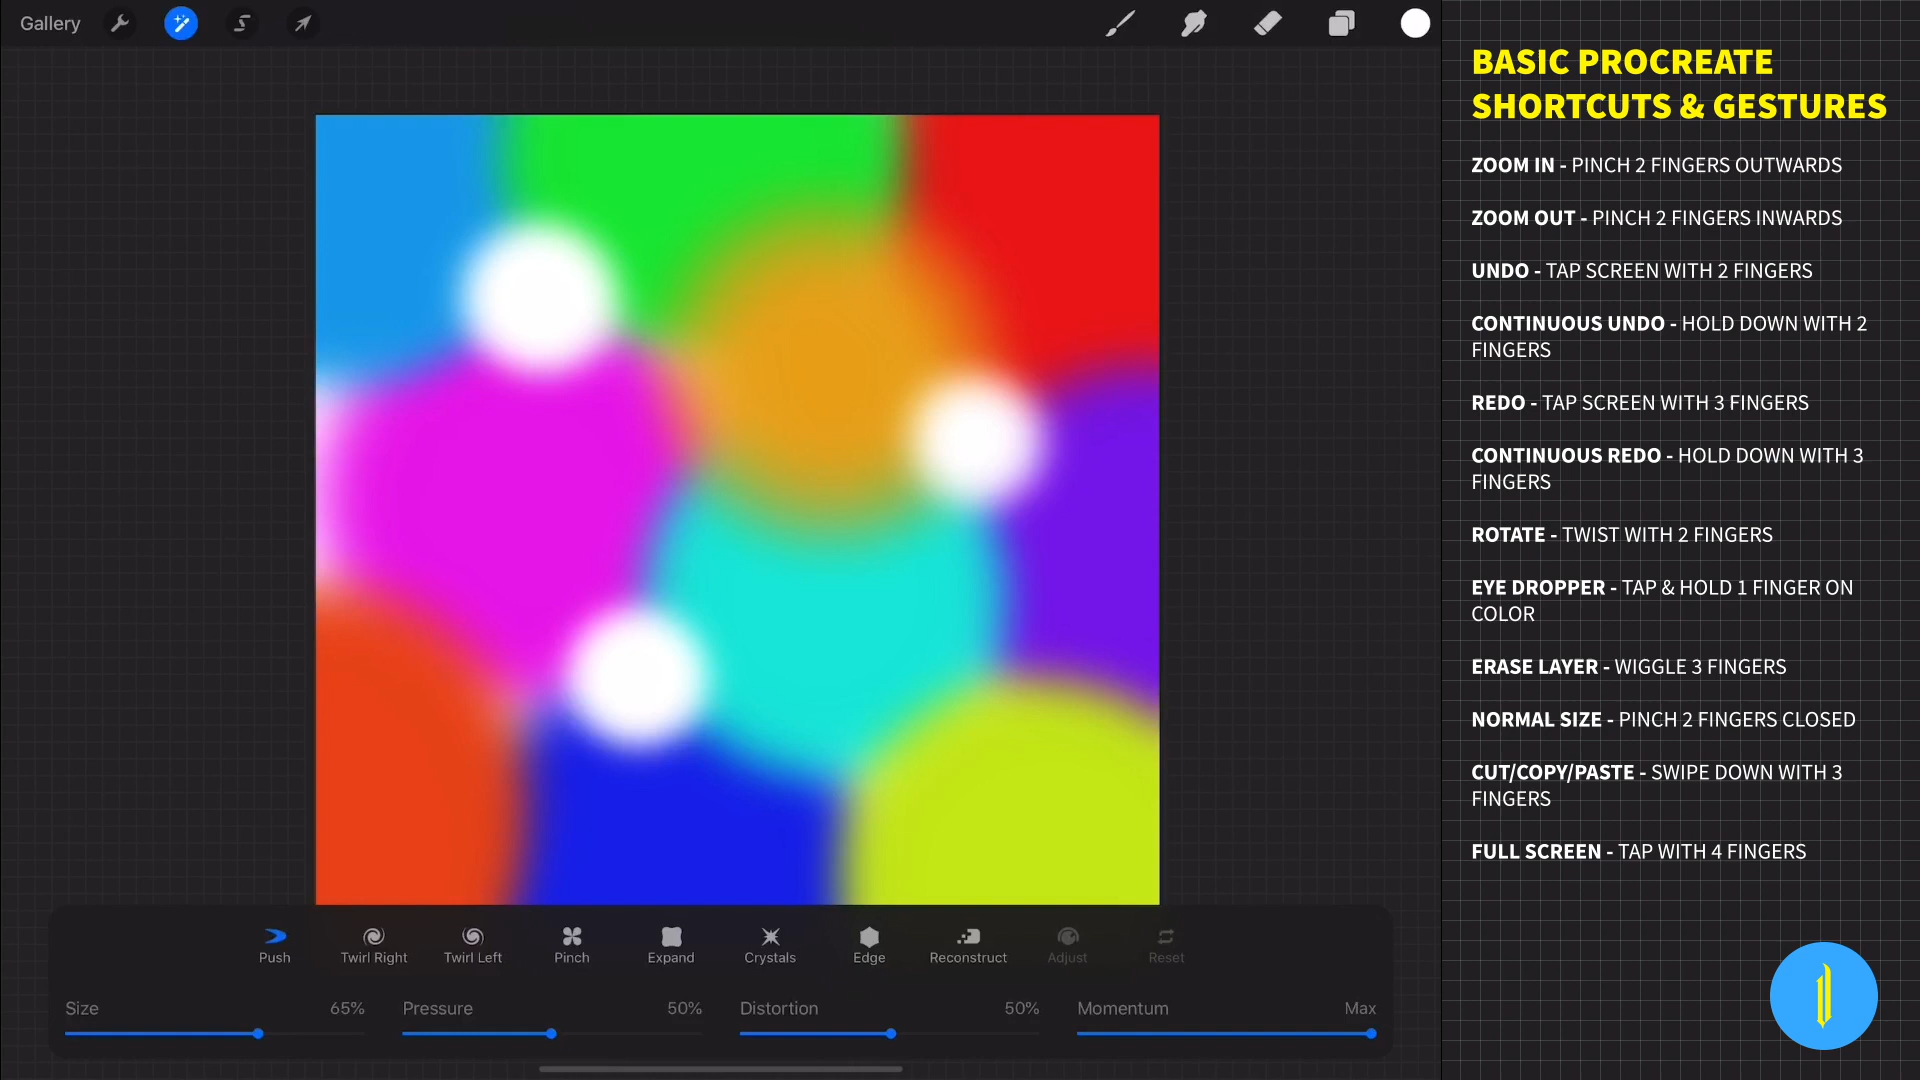 Gallery
BASIC PROCREATE
SHORTCUTS & GESTURES
ZOOM IN - PINCH 2 FINGERS OUTWARDS
ZOOM OUT - PINCH 2 FINGERS INWARDS
UNDO - TAP SCREEN WITH 2 FINGERS
CONTINUOUS UNDO - HOLD DOWN WITH 2
FINGERS
REDO - TAP SCREEN WITH 3 FINGERS
CONTINUOUS REDO - HOLD DOWN WITH 3
FINGERS
ROTATE - TWIST WITH 2 FINGERS
EYE DROPPER - TAP & HOLD 1 FINGER ON
COLOR
ERASE LAYER - WIGGLE 3 FINGERS
NORMAL SIZE - PINCH 2 FINGERS CLOSED
CUT/COPY/PASTE - SWIPE DOWN WITH 3
FINGERS
FULL SCREEN - TAP WITH 4 FINGERS
Push Twirl Right Twirl Left Pinch Expand Crystals Edge Reconstruct Adjust Reset
Size 65% Pressure 50% Distortion 50% Momentum Max